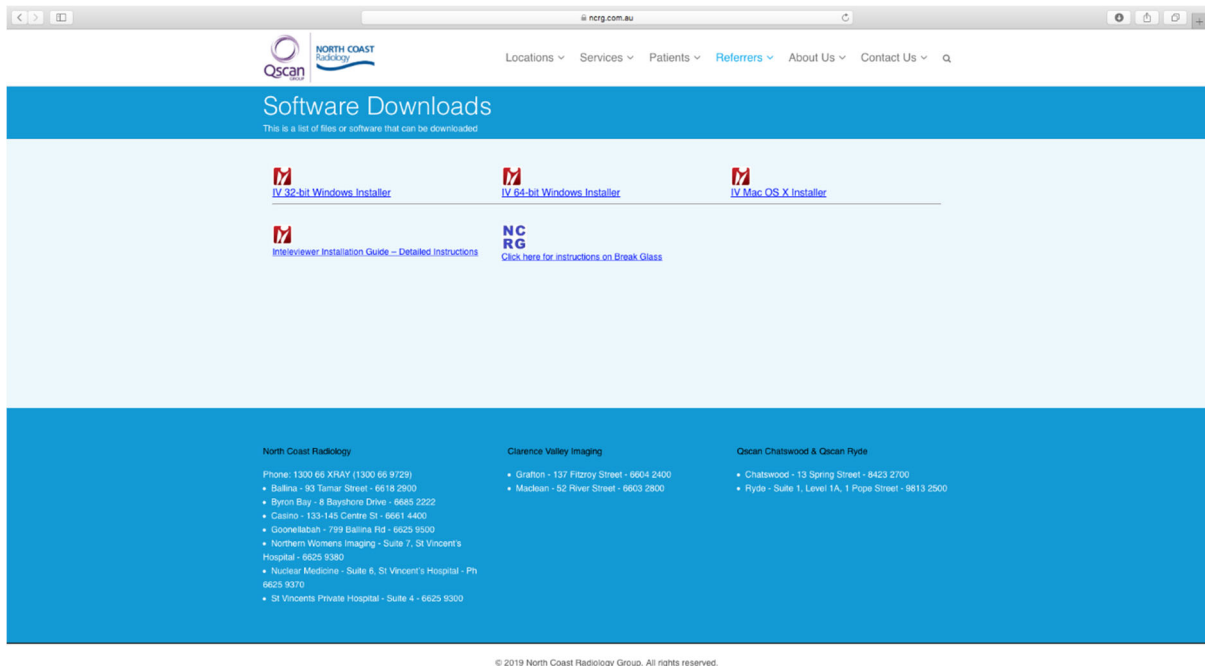 ncrg.com.au
Qscan
GROUP
NORTH COAST
Radiology
Locations
Services
Patients
Referrers
About Us
Contact Us
Software Downloads
This is a list of files or software that can be downloaded
IV 32-bit Windows Installer
IV 64-bit Windows Installer
IV Mac OS X Installer
Inteleviewer Installation Guide – Detailed Instructions
NC
RG
Click here for instructions on Break Glass
North Coast Radiology
Phone: 1300 66 XRAY (1300 66 9729)
• Ballina - 93 Tamar Street - 6618 2900
• Byron Bay - 8 Bayshore Drive - 6685 2222
• Casino - 133-145 Centre St - 6661 4400
• Goonellabah - 799 Ballina Rd - 6625 9500
• Northern Womens Imaging - Suite 7, St Vincent's
Hospital - 6625 9380
• Nuclear Medicine - Suite 6, St Vincent's Hospital - Ph
6625 9370
• St Vincents Private Hospital - Suite 4 - 6625 9300
Clarence Valley Imaging
• Grafton - 137 Fitzroy Street - 6604 2400
• Maclean - 52 River Street - 6603 2800
Qscan Chatswood & Qscan Ryde
• Chatswood - 13 Spring Street - 8423 2700
• Ryde - Suite 1, Level 1A, 1 Pope Street - 9813 2500
© 2019 North Coast Radiology Group. All rights reserved.